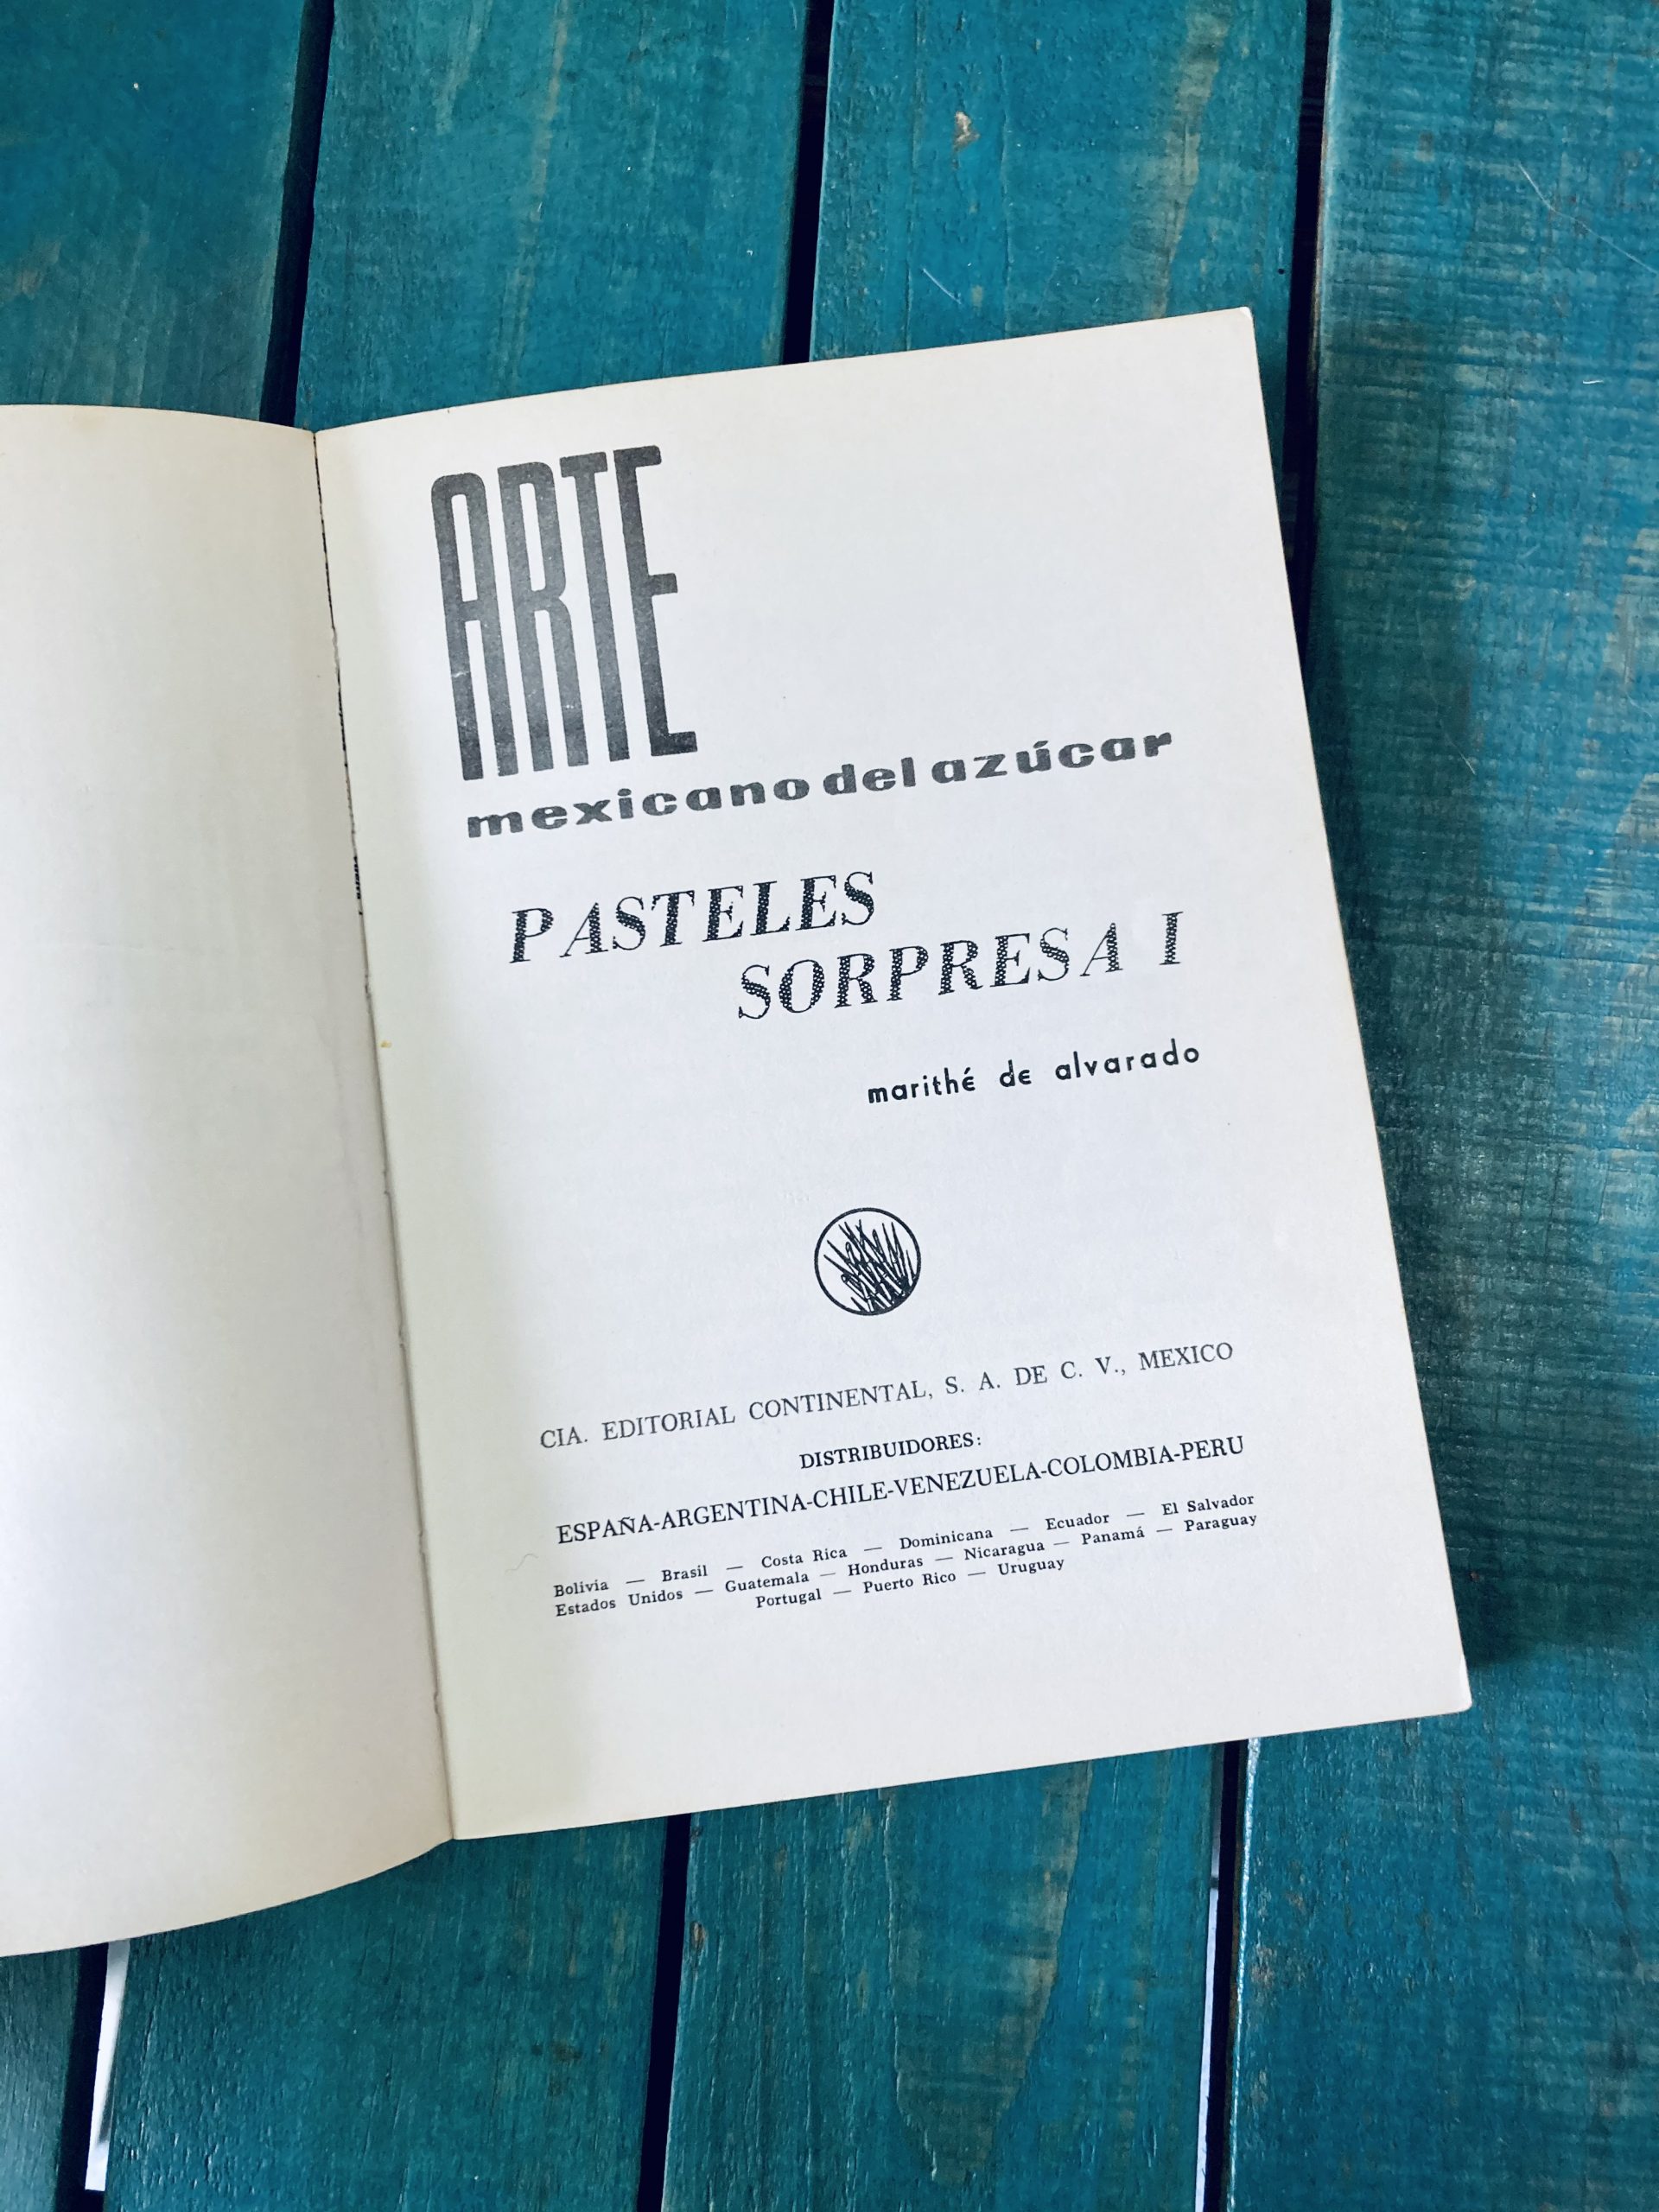 ARTE
mexicano del azúcar
PASTELES
SORPRESA I
marithé de alvarado
CIA. EDITORIAL CONTINENTAL, S. A. DE C. V., MEXICO
DISTRIBUIDORES:
ESPAÑA-ARGENTINA-CHILE-VENEZUELA-COLOMBIA-PERU
Bolivia — Brasil — Costa Rica — Dominicana — Ecuador — El Salvador
Estados Unidos — Guatemala — Honduras — Nicaragua — Panamá — Paraguay
Portugal — Puerto Rico — Uruguay